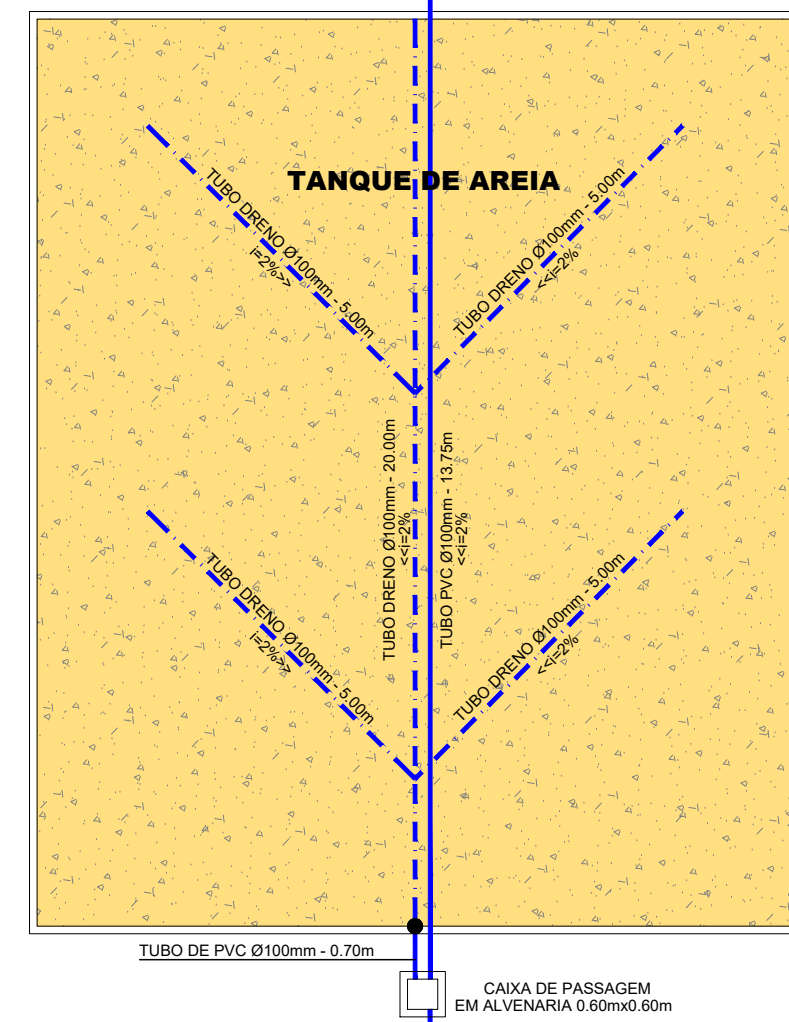 TANQUE DE AREIA
TUBO DRENO Ø100mm - 5.00m
i=2%>>
TUBO DRENO Ø100mm - 5.00m
<<i=2%
TUBO DRENO Ø100mm - 20.00m
<<i=2%
TUBO PVC Ø100mm - 13.75m
<<i=2%
TUBO DRENO Ø100mm - 5.00m
i=2%>>
TUBO DRENO Ø100mm - 5.00m
<<i=2%
TUBO DE PVC Ø100mm - 0.70m
CAIXA DE PASSAGEM
EM ALVENARIA 0.60mx0.60m